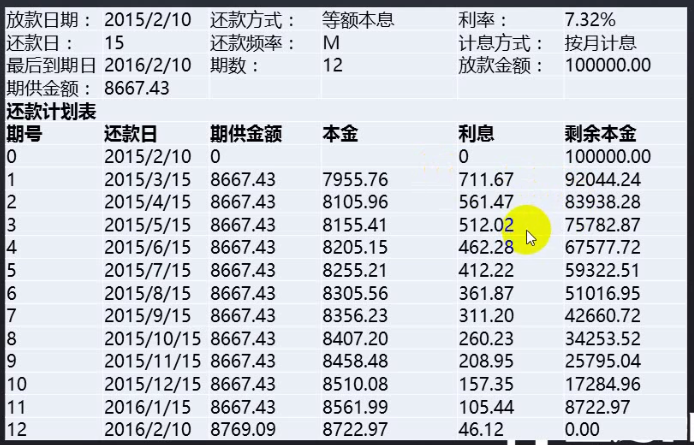 放款日期： 2015/2/10 还款方式： 等额本息 利率： 7.32%
还款日： 15 还款频率： M 计息方式： 按月计息
最后到期日 2016/2/10 期数： 12 放款金额： 100000.00
期供金额： 8667.43
还款计划表
期号 还款日 期供金额 本金 利息 剩余本金
0 2015/2/10 0 0 100000.00
1 2015/3/15 8667.43 7955.76 711.67 92044.24
2 2015/4/15 8667.43 8105.96 561.47 83938.28
3 2015/5/15 8667.43 8155.41 512.02 75782.87
4 2015/6/15 8667.43 8205.15 462.28 67577.72
5 2015/7/15 8667.43 8255.21 412.22 59322.51
6 2015/8/15 8667.43 8305.56 361.87 51016.95
7 2015/9/15 8667.43 8356.23 311.20 42660.72
8 2015/10/15 8667.43 8407.20 260.23 34253.52
9 2015/11/15 8667.43 8458.48 208.95 25795.04
10 2015/12/15 8667.43 8510.08 157.35 17284.96
11 2016/1/15 8667.43 8561.99 105.44 8722.97
12 2016/2/10 8769.09 8722.97 46.12 0.00